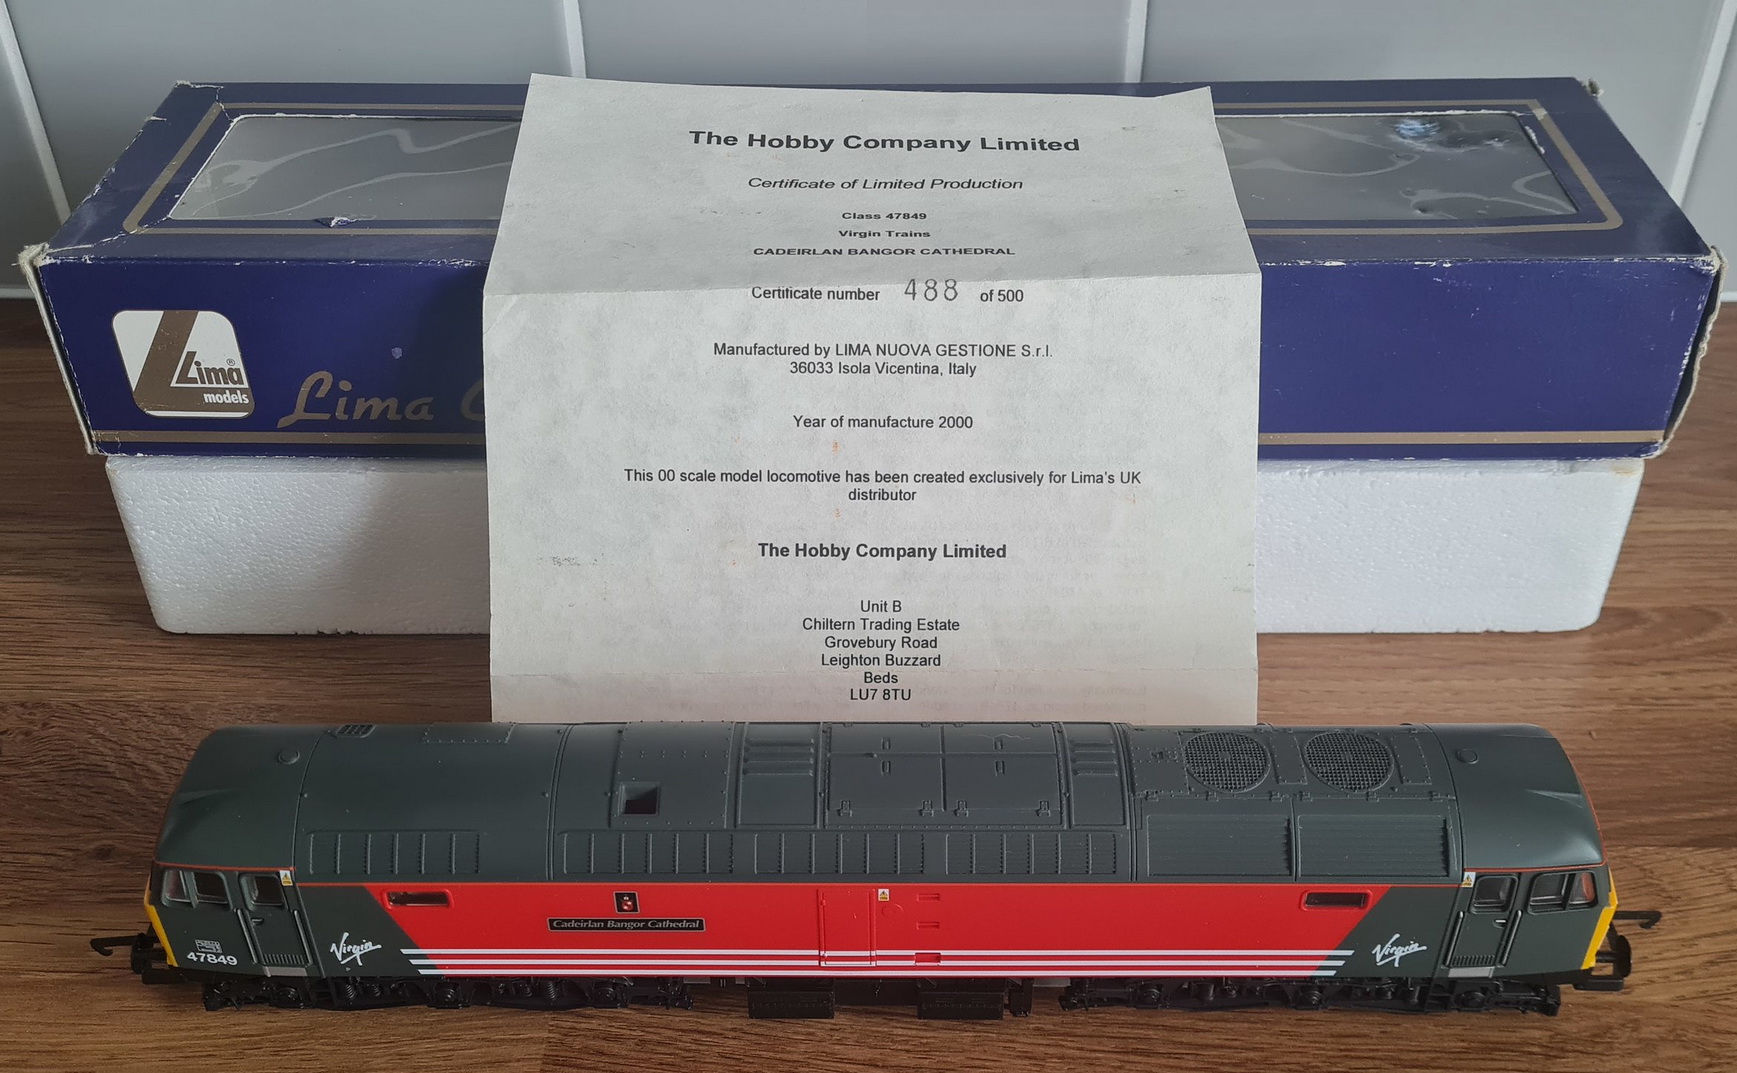 The Hobby Company Limited
Certificate of Limited Production
Class 47849
Virgin Trains
CADEIRLAN BANGOR CATHEDRAL
Certificate number 488 of 500
Manufactured by LIMA NUOVA GESTIONE S.r.l.
36033 Isola Vicentina, Italy
Year of manufacture 2000
This 00 scale model locomotive has been created exclusively for Lima's UK
distributor
The Hobby Company Limited
Unit B
Chiltern Trading Estate
Grovebury Road
Leighton Buzzard
Beds
LU7 8TU
Lima®
models
Lima
Cadeirlan Bangor Cathedral
47849
Virgin
Virgin